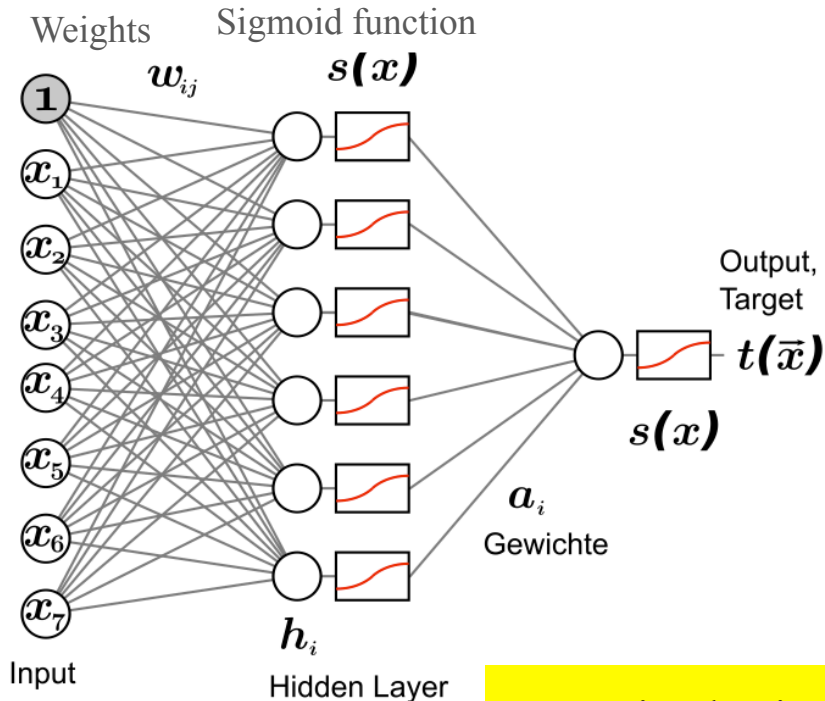 Weights
Sigmoid function
w_ij
s(x)
1
x_1
x_2
x_3
x_4
x_5
x_6
x_7
Output,
Target
t(x⃗)
s(x)
a_i
Gewichte
h_i
Input
Hidden Layer